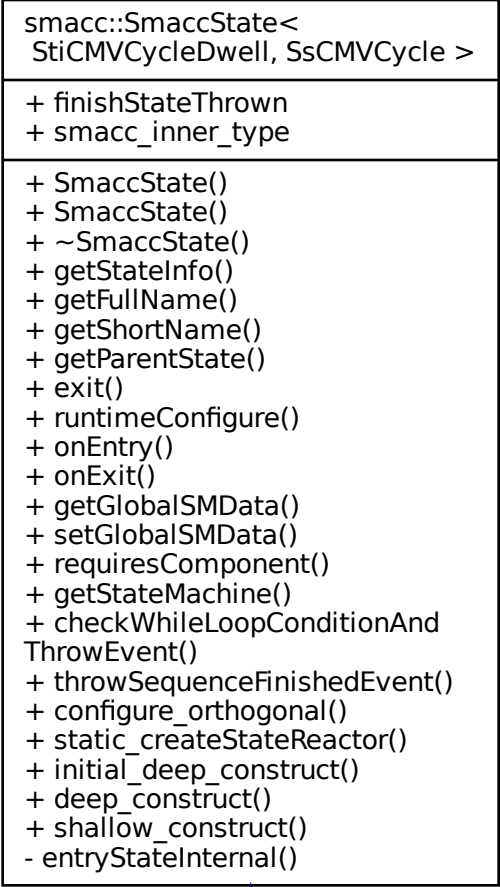 smacc::SmaccState<
StiCMVCycleDwell, SsCMVCycle >
+ finishStateThrown
+ smacc_inner_type
+ SmaccState()
+ SmaccState()
+ ~SmaccState()
+ getStateInfo()
+ getFullName()
+ getShortName()
+ getParentState()
+ exit()
+ runtimeConfigure()
+ onEntry()
+ onExit()
+ getGlobalSMData()
+ setGlobalSMData()
+ requiresComponent()
+ getStateMachine()
+ checkWhileLoopConditionAnd
ThrowEvent()
+ throwSequenceFinishedEvent()
+ configure_orthogonal()
+ static_createStateReactor()
+ initial_deep_construct()
+ deep_construct()
+ shallow_construct()
- entryStateInternal()